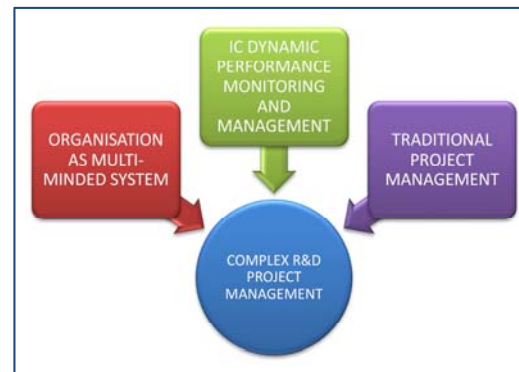 IC DYNAMIC
PERFORMANCE
MONITORING
AND
MANAGEMENT
ORGANISATION
AS MULTI-
MINDED SYSTEM
TRADITIONAL
PROJECT
MANAGEMENT
COMPLEX R&D
PROJECT
MANAGEMENT